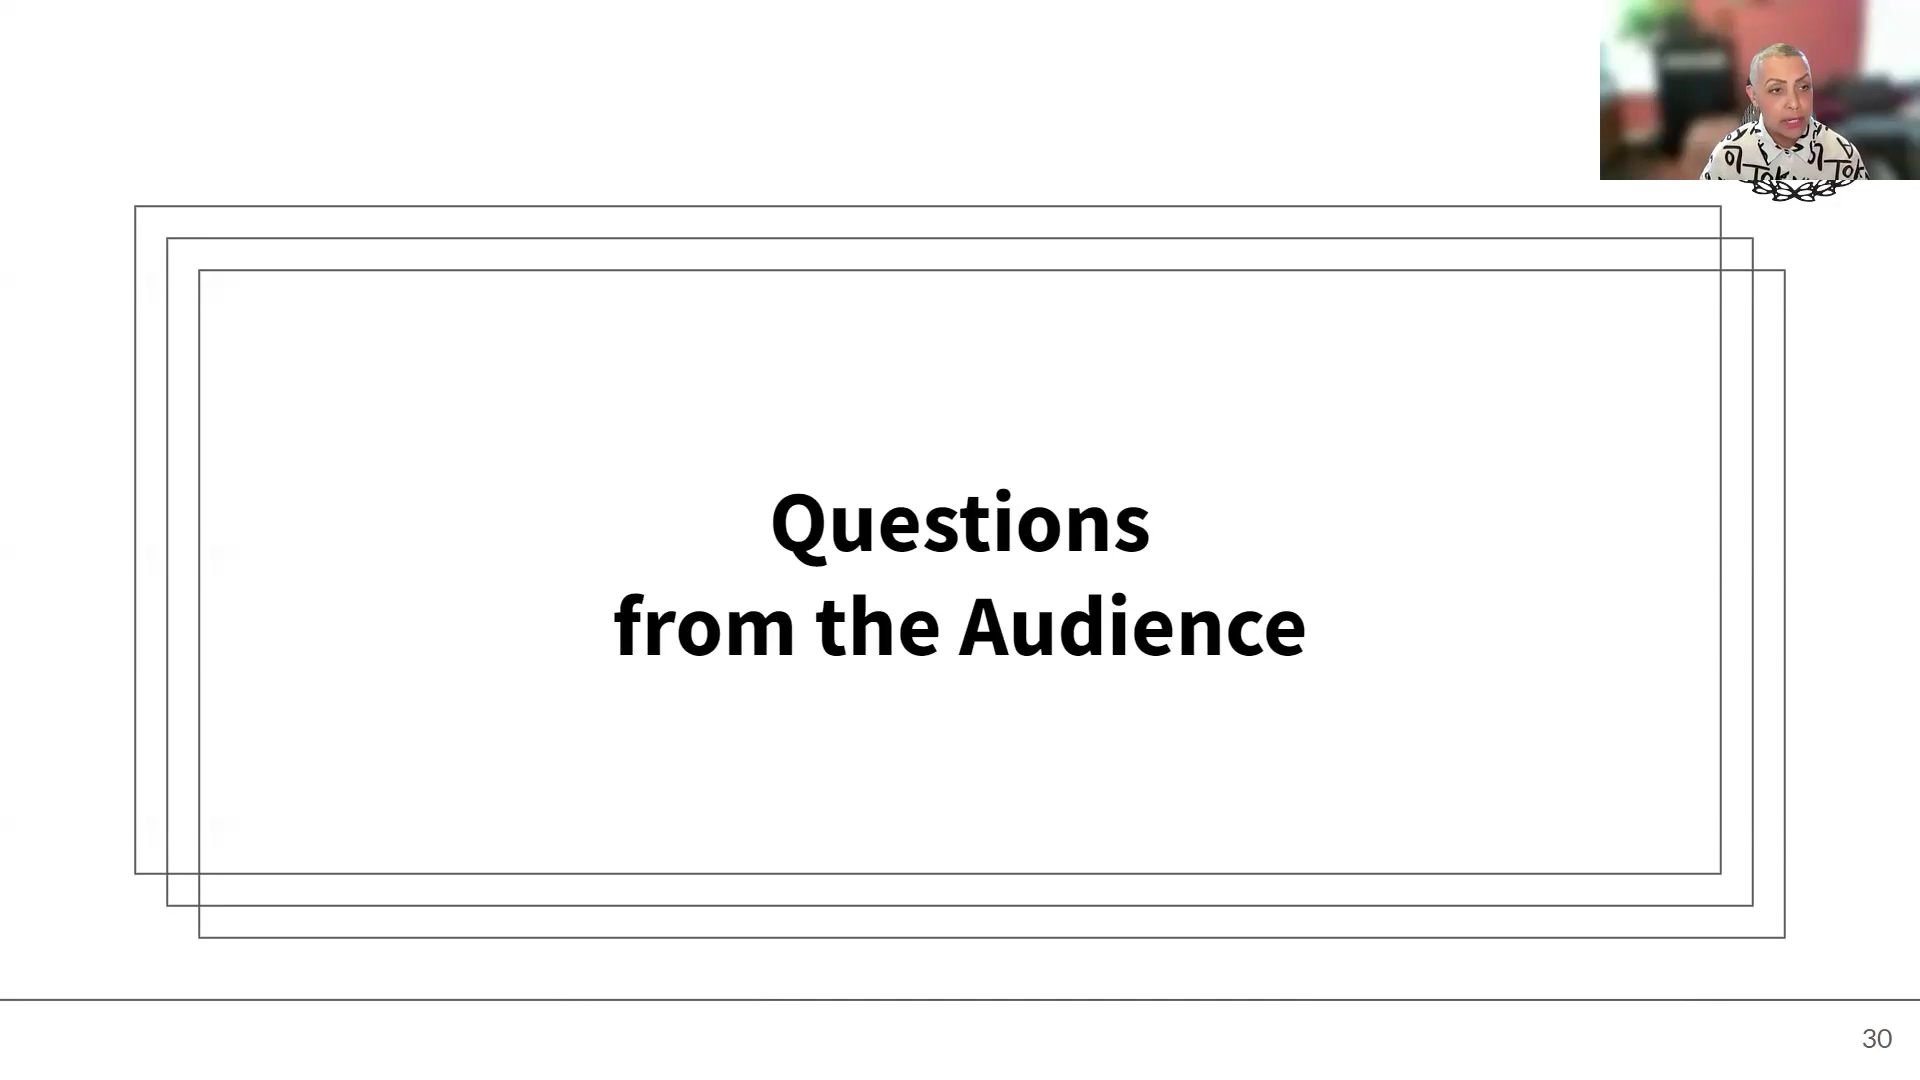 Questions
from the Audience
30